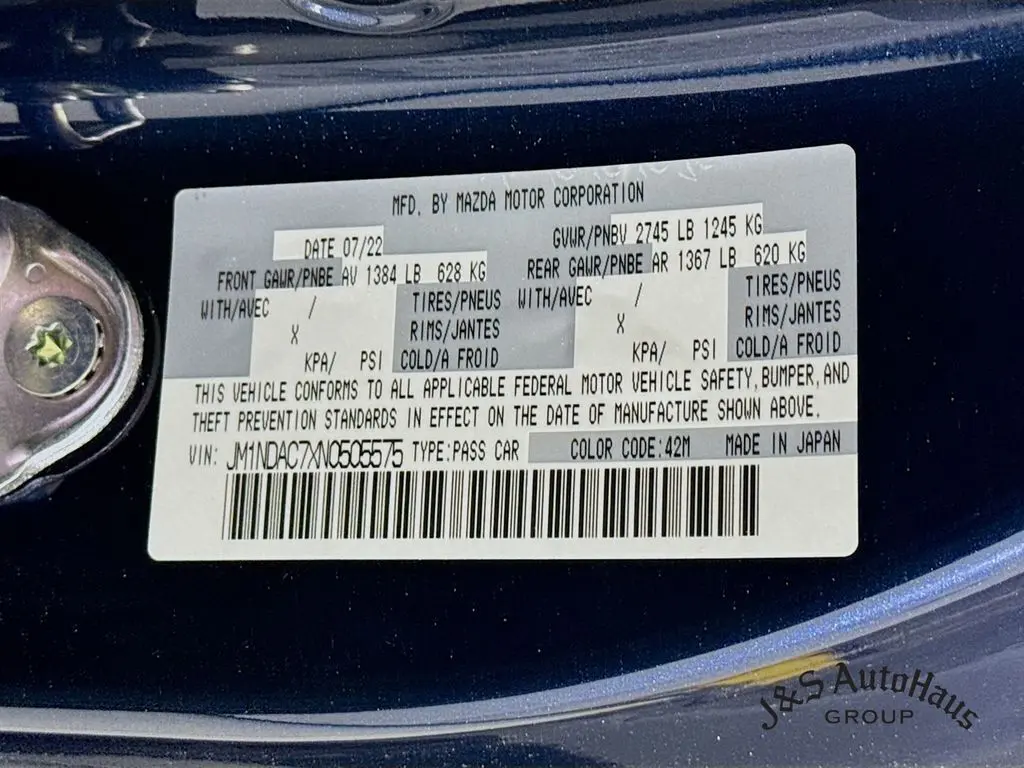 MFD. BY MAZDA MOTOR CORPORATION
DATE 07/22 GVWR/PNBV 2745 LB 1245 KG
FRONT GAWR/PNBE AV 1384 LB 628 KG REAR GAWR/PNBE AR 1367 LB 620 KG
WITH/AVEC / TIRES/PNEUS WITH/AVEC / TIRES/PNEUS
X RIMS/JANTES X RIMS/JANTES
KPA/ PSI COLD/A FROID KPA/ PSI COLD/A FROID
THIS VEHICLE CONFORMS TO ALL APPLICABLE FEDERAL MOTOR VEHICLE SAFETY, BUMPER, AND
THEFT PREVENTION STANDARDS IN EFFECT ON THE DATE OF MANUFACTURE SHOWN ABOVE.
VIN: JM1NDAC7XN0505575 TYPE:PASS CAR COLOR CODE:42M MADE IN JAPAN
J&S AutoHaus
GROUP